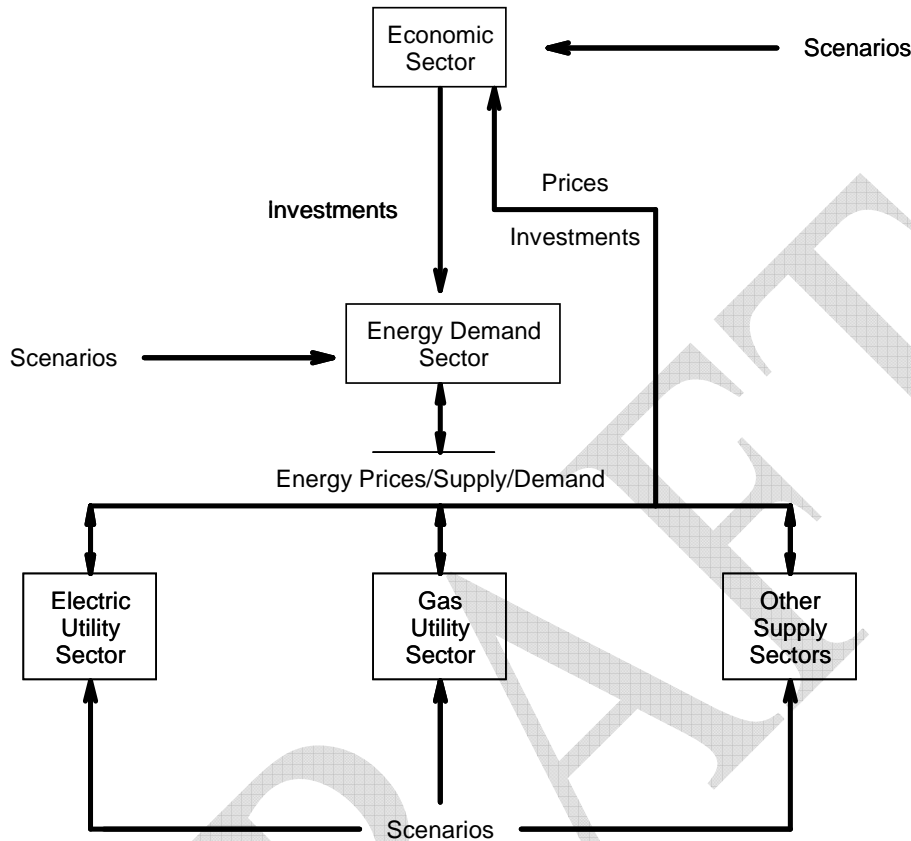 Economic
Sector
Scenarios
Prices
Investments
Investments
Energy Demand
Sector
Scenarios
Energy Prices/Supply/Demand
Electric
Utility
Sector
Gas
Utility
Sector
Other
Supply
Sectors
Scenarios
DRAFT